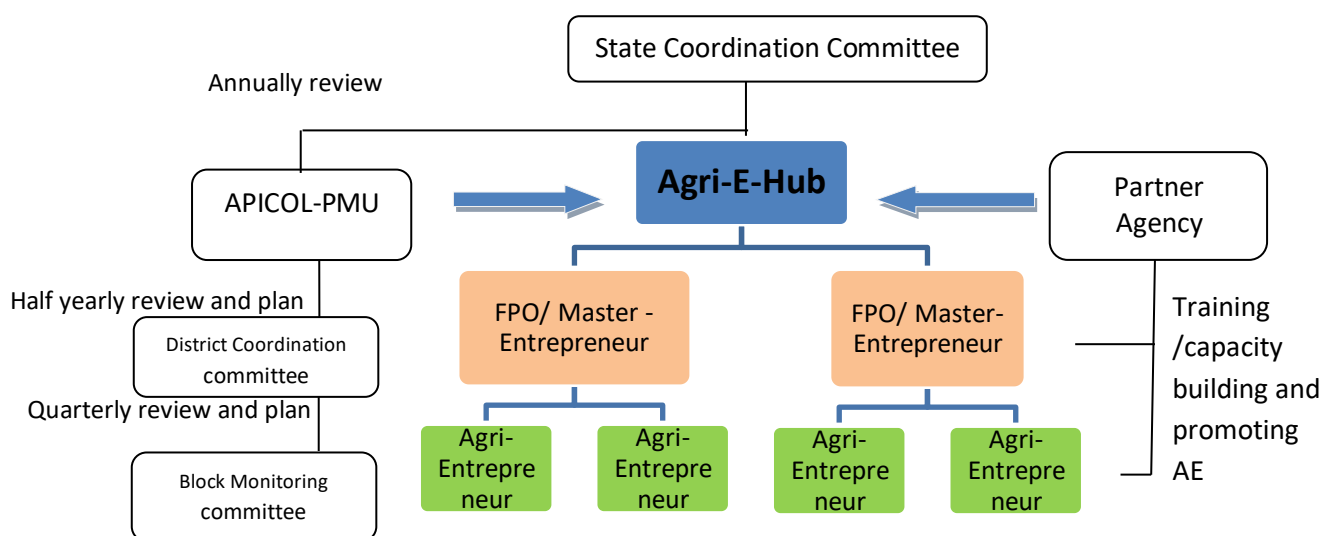 State Coordination Committee
Annually review
APICOL-PMU
Agri-E-Hub
Partner
Agency
Half yearly review and plan
District Coordination
committee
Quarterly review and plan
Block Monitoring
committee
FPO/ Master -
Entrepreneur
FPO/ Master-
Entrepreneur
Agri-
Entrepre
neur
Agri-
Entrepre
neur
Agri-
Entrepre
neur
Agri-
Entrepre
neur
Training
/capacity
building and
promoting
AE